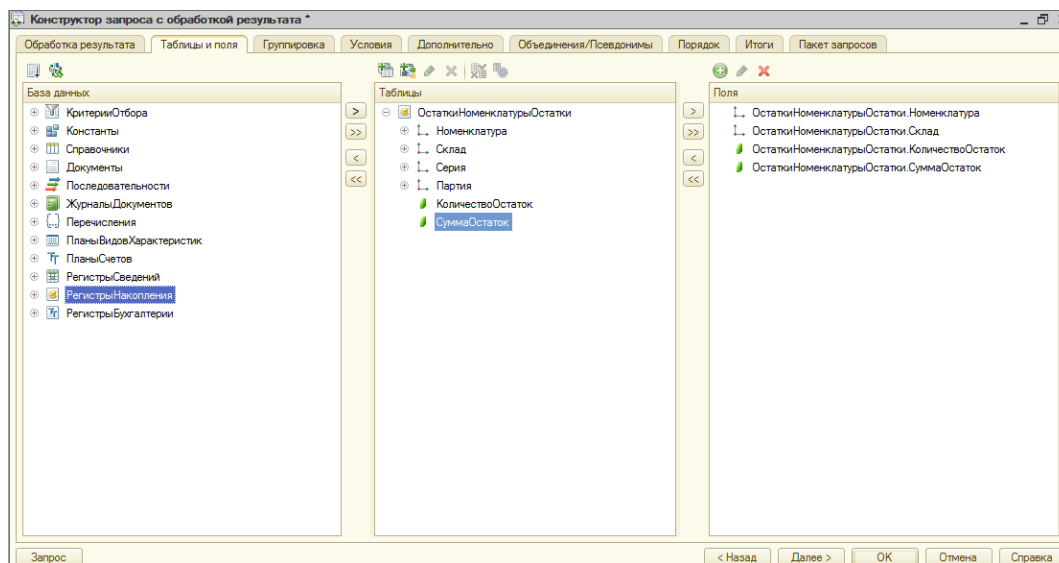 Конструктор запроса с обработкой результата *
Обработка результата Таблицы и поля Группировка Условия Дополнительно Объединения/Псевдонимы Порядок Итоги Пакет запросов
База данных
КритерииОтбора
Константы
Справочники
Документы
Последовательности
ЖурналыДокументов
Перечисления
ПланыВидовХарактеристик
ПланыСчетов
РегистрыСведений
РегистрыНакопления
РегистрыБухгалтерии
>
>>
<
<<
Таблицы
ОстаткиНоменклатурыОстатки
Номенклатура
Склад
Серия
Партия
КоличествоОстаток
СуммаОстаток
>
>>
<
<<
Поля
ОстаткиНоменклатурыОстатки.Номенклатура
ОстаткиНоменклатурыОстатки.Склад
ОстаткиНоменклатурыОстатки.КоличествоОстаток
ОстаткиНоменклатурыОстатки.СуммаОстаток
Запрос < Назад Далее > ОК Отмена Справка